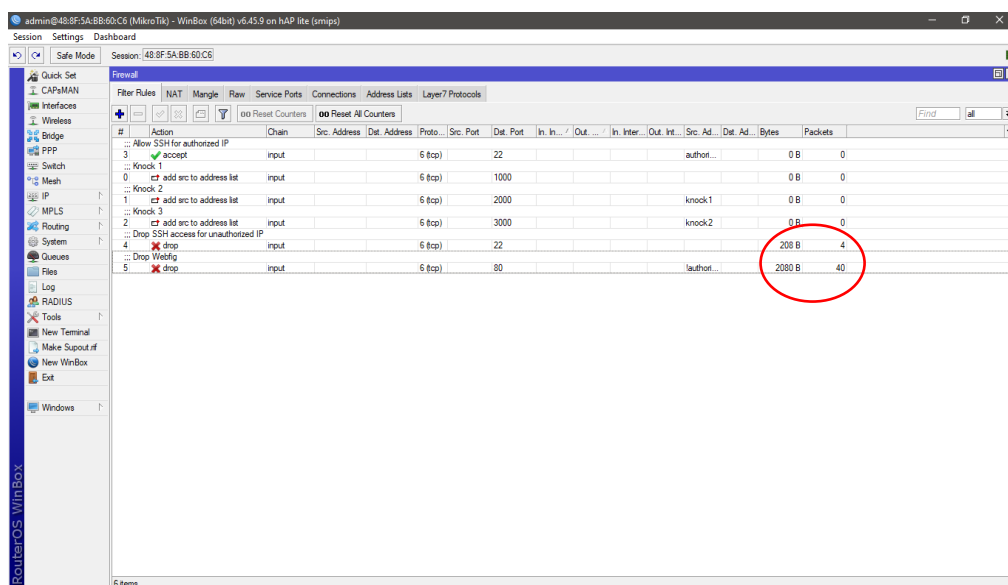 admin@48:8F:5A:BB:60:C6 (MikroTik) - WinBox (64bit) v6.45.9 on hAP lite (smips)
Session Settings Dashboard
Safe Mode Session: 48:8F:5A:BB:60:C6
Quick Set
CAPsMAN
Interfaces
Wireless
Bridge
PPP
Switch
Mesh
IP
MPLS
Routing
System
Queues
Files
Log
RADIUS
Tools
New Terminal
Make Supout.rif
New WinBox
Exit
Windows
RouterOS WinBox
Firewall
Filter Rules NAT Mangle Raw Service Ports Connections Address Lists Layer7 Protocols
00 Reset Counters 00 Reset All Counters Find all
# Action Chain Src. Address Dst. Address Proto... Src. Port Dst. Port In. In... Out. ... In. Inter... Out. Int... Src. Ad... Dst. Ad... Bytes Packets
;;; Allow SSH for authorized IP
3 accept input 6 (tcp) 22 authori... 0 B 0
;;; Knock 1
0 add src to address list input 6 (tcp) 1000 0 B 0
;;; Knock 2
1 add src to address list input 6 (tcp) 2000 knock1 0 B 0
;;; Knock 3
2 add src to address list input 6 (tcp) 3000 knock2 0 B 0
;;; Drop SSH access for unauthorized IP
4 drop input 6 (tcp) 22 208 B 4
;;; Drop Webfig
5 drop input 6 (tcp) 80 !authori... 2080 B 40
6 items